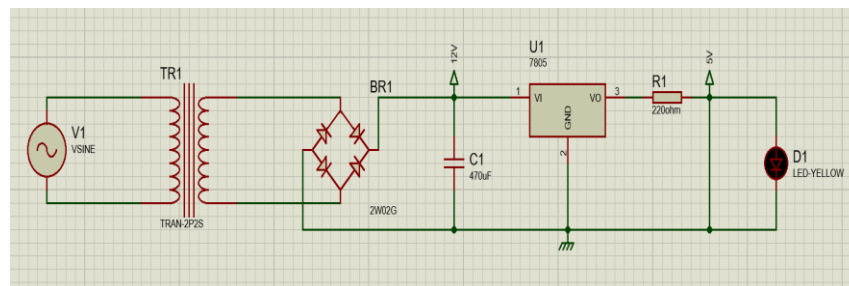 TR1
TRAN-2P2S
V1
VSINE
BR1
2W02G
12V
C1
470uF
U1
7805
1
VI
VO
3
GND
2
R1
220ohm
5V
D1
LED-YELLOW